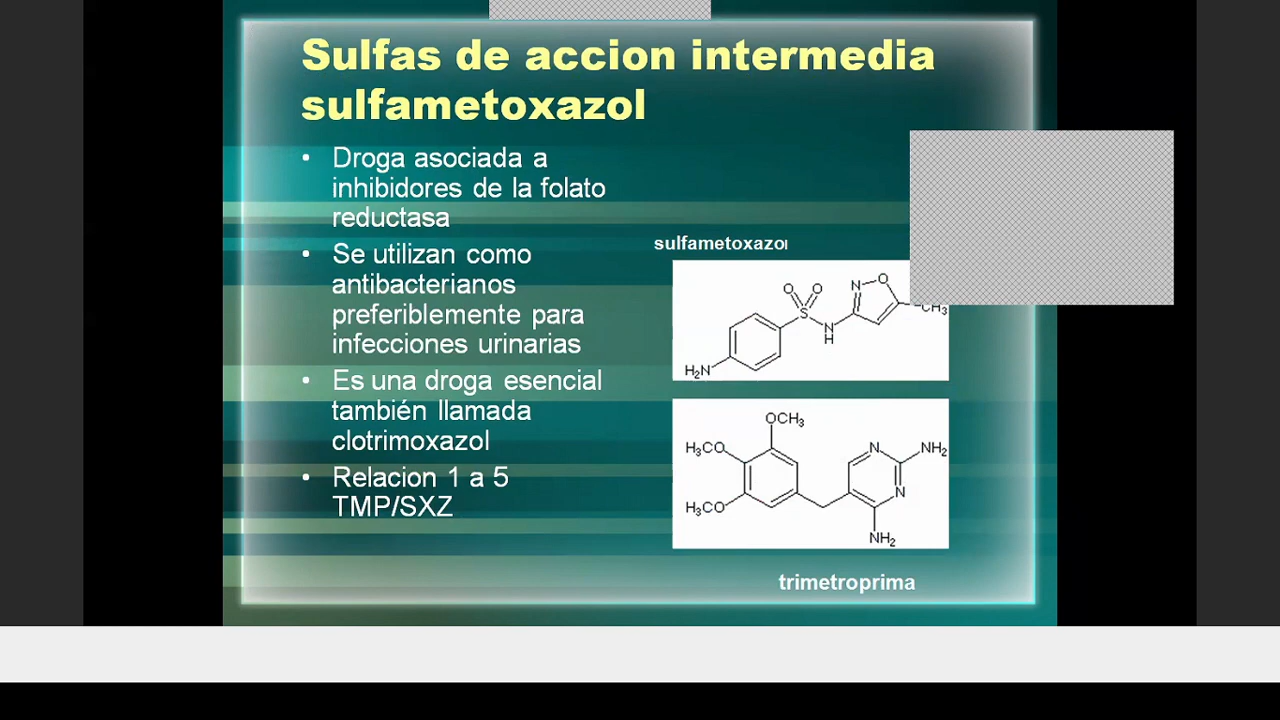 Sulfas de accion intermedia
sulfametoxazol
• Droga asociada a
inhibidores de la folato
reductasa
• Se utilizan como
antibacterianos
preferiblemente para
infecciones urinarias
• Es una droga esencial
también llamada
clotrimoxazol
• Relacion 1 a 5
TMP/SXZ
sulfametoxazol
O O
S
N
H
N O
CH₃
H₂N
OCH₃
H₃CO
H₃CO
N
NH₂
N
NH₂
trimetroprima